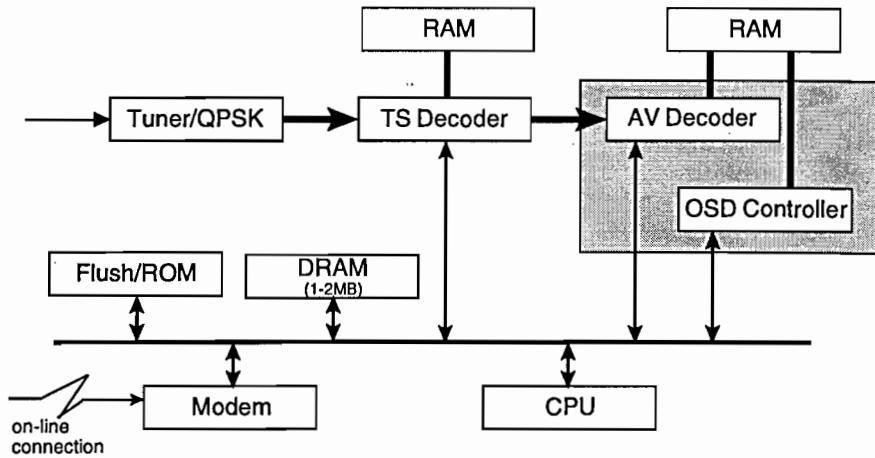 RAM
RAM
Tuner/QPSK
TS Decoder
AV Decoder
OSD Controller
Flush/ROM
DRAM
(1-2MB)
Modem
CPU
on-line
connection